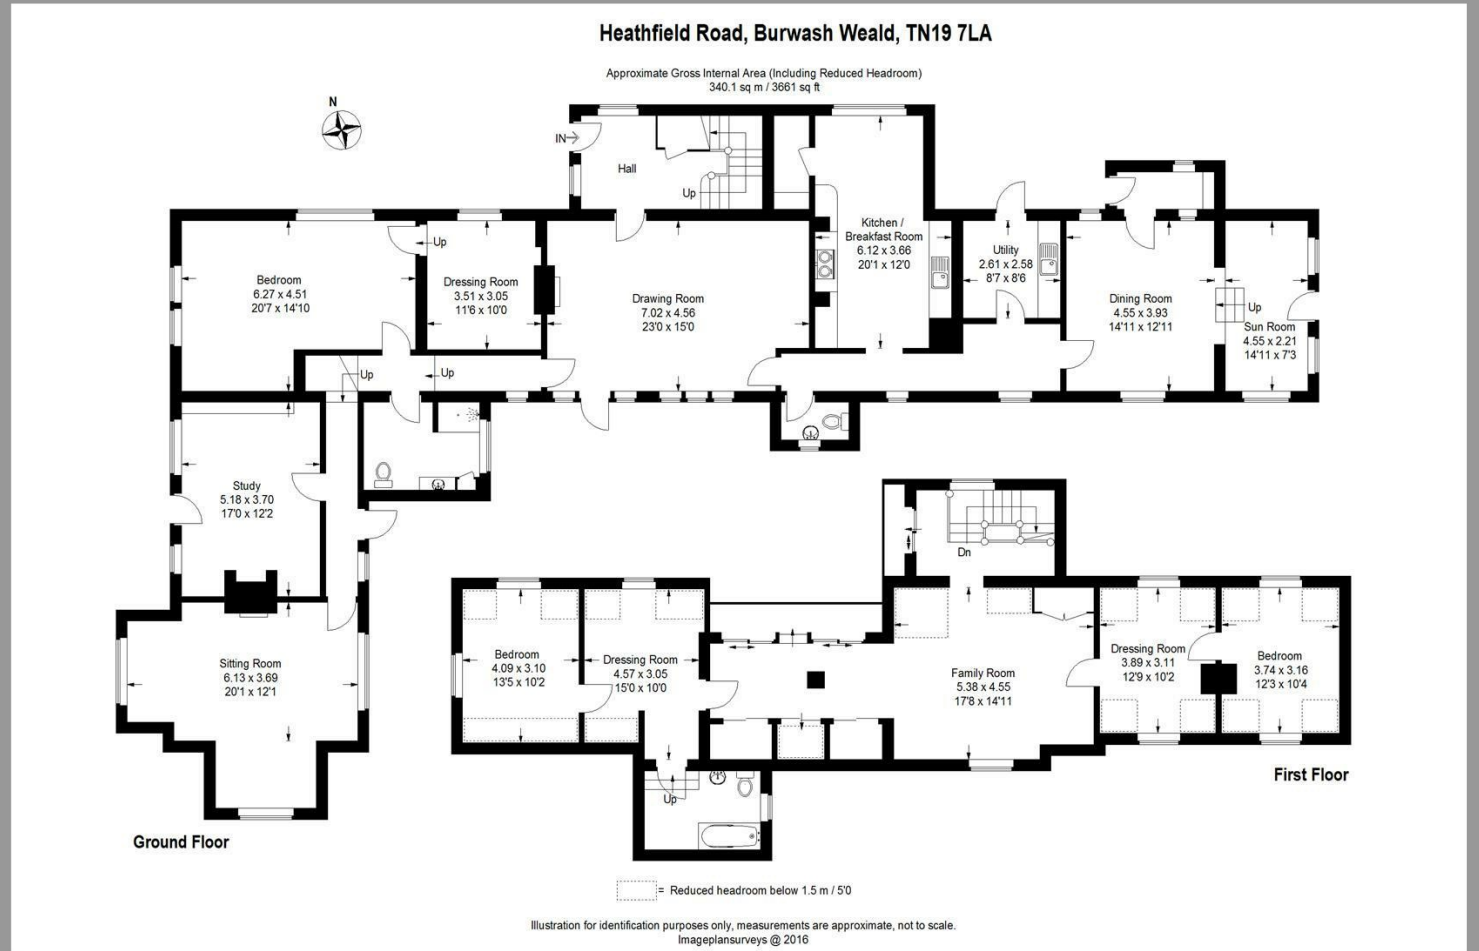 Heathfield Road, Burwash Weald, TN19 7LA
Approximate Gross Internal Area (Including Reduced Headroom)
340.1 sq m / 3661 sq ft
N
IN
Hall
Up
Kitchen /
Breakfast Room
6.12 x 3.66
20'1 x 12'0
Utility
2.61 x 2.58
8'7 x 8'6
Dining Room
4.55 x 3.93
14'11 x 12'11
Up
Sun Room
4.55 x 2.21
14'11 x 7'3
Bedroom
6.27 x 4.51
20'7 x 14'10
Up
Dressing Room
3.51 x 3.05
11'6 x 10'0
Drawing Room
7.02 x 4.56
23'0 x 15'0
Up
Up
Study
5.18 x 3.70
17'0 x 12'2
Sitting Room
6.13 x 3.69
20'1 x 12'1
Ground Floor
Dn
Bedroom
4.09 x 3.10
13'5 x 10'2
Dressing Room
4.57 x 3.05
15'0 x 10'0
Family Room
5.38 x 4.55
17'8 x 14'11
Dressing Room
3.89 x 3.11
12'9 x 10'2
Bedroom
3.74 x 3.16
12'3 x 10'4
Up
First Floor
= Reduced headroom below 1.5 m / 5'0
Illustration for identification purposes only, measurements are approximate, not to scale.
Imageplansurveys @ 2016